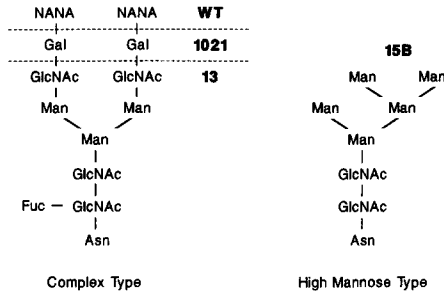 NANA NANA WT
Gal Gal 1021
15B
GlcNAc GlcNAc 13
Man Man
Man Man
Man Man
Man
Man
GlcNAc
GlcNAc
Fuc – GlcNAc
GlcNAc
Asn
Asn
Complex Type
High Mannose Type